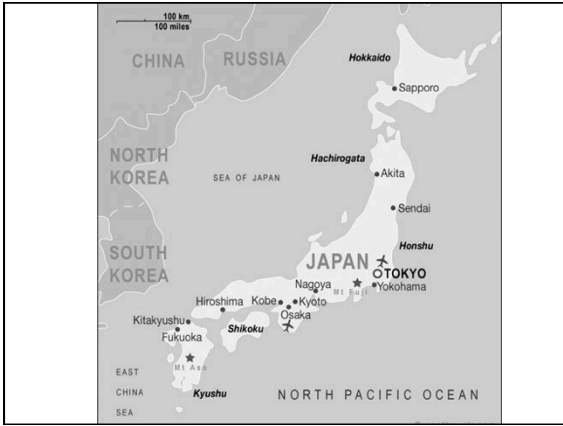 100 km
100 miles
CHINA
RUSSIA
Hokkaido
Sapporo
NORTH
KOREA
SEA OF JAPAN
Hachirogata
Akita
Sendai
Honshu
SOUTH
KOREA
JAPAN
TOKYO
Yokohama
Nagoya
Mt Fuji
Hiroshima
Kobe
Kyoto
Osaka
Kitakyushu
Shikoku
Fukuoka
Mt Aso
Kyushu
EAST
CHINA
SEA
NORTH PACIFIC OCEAN